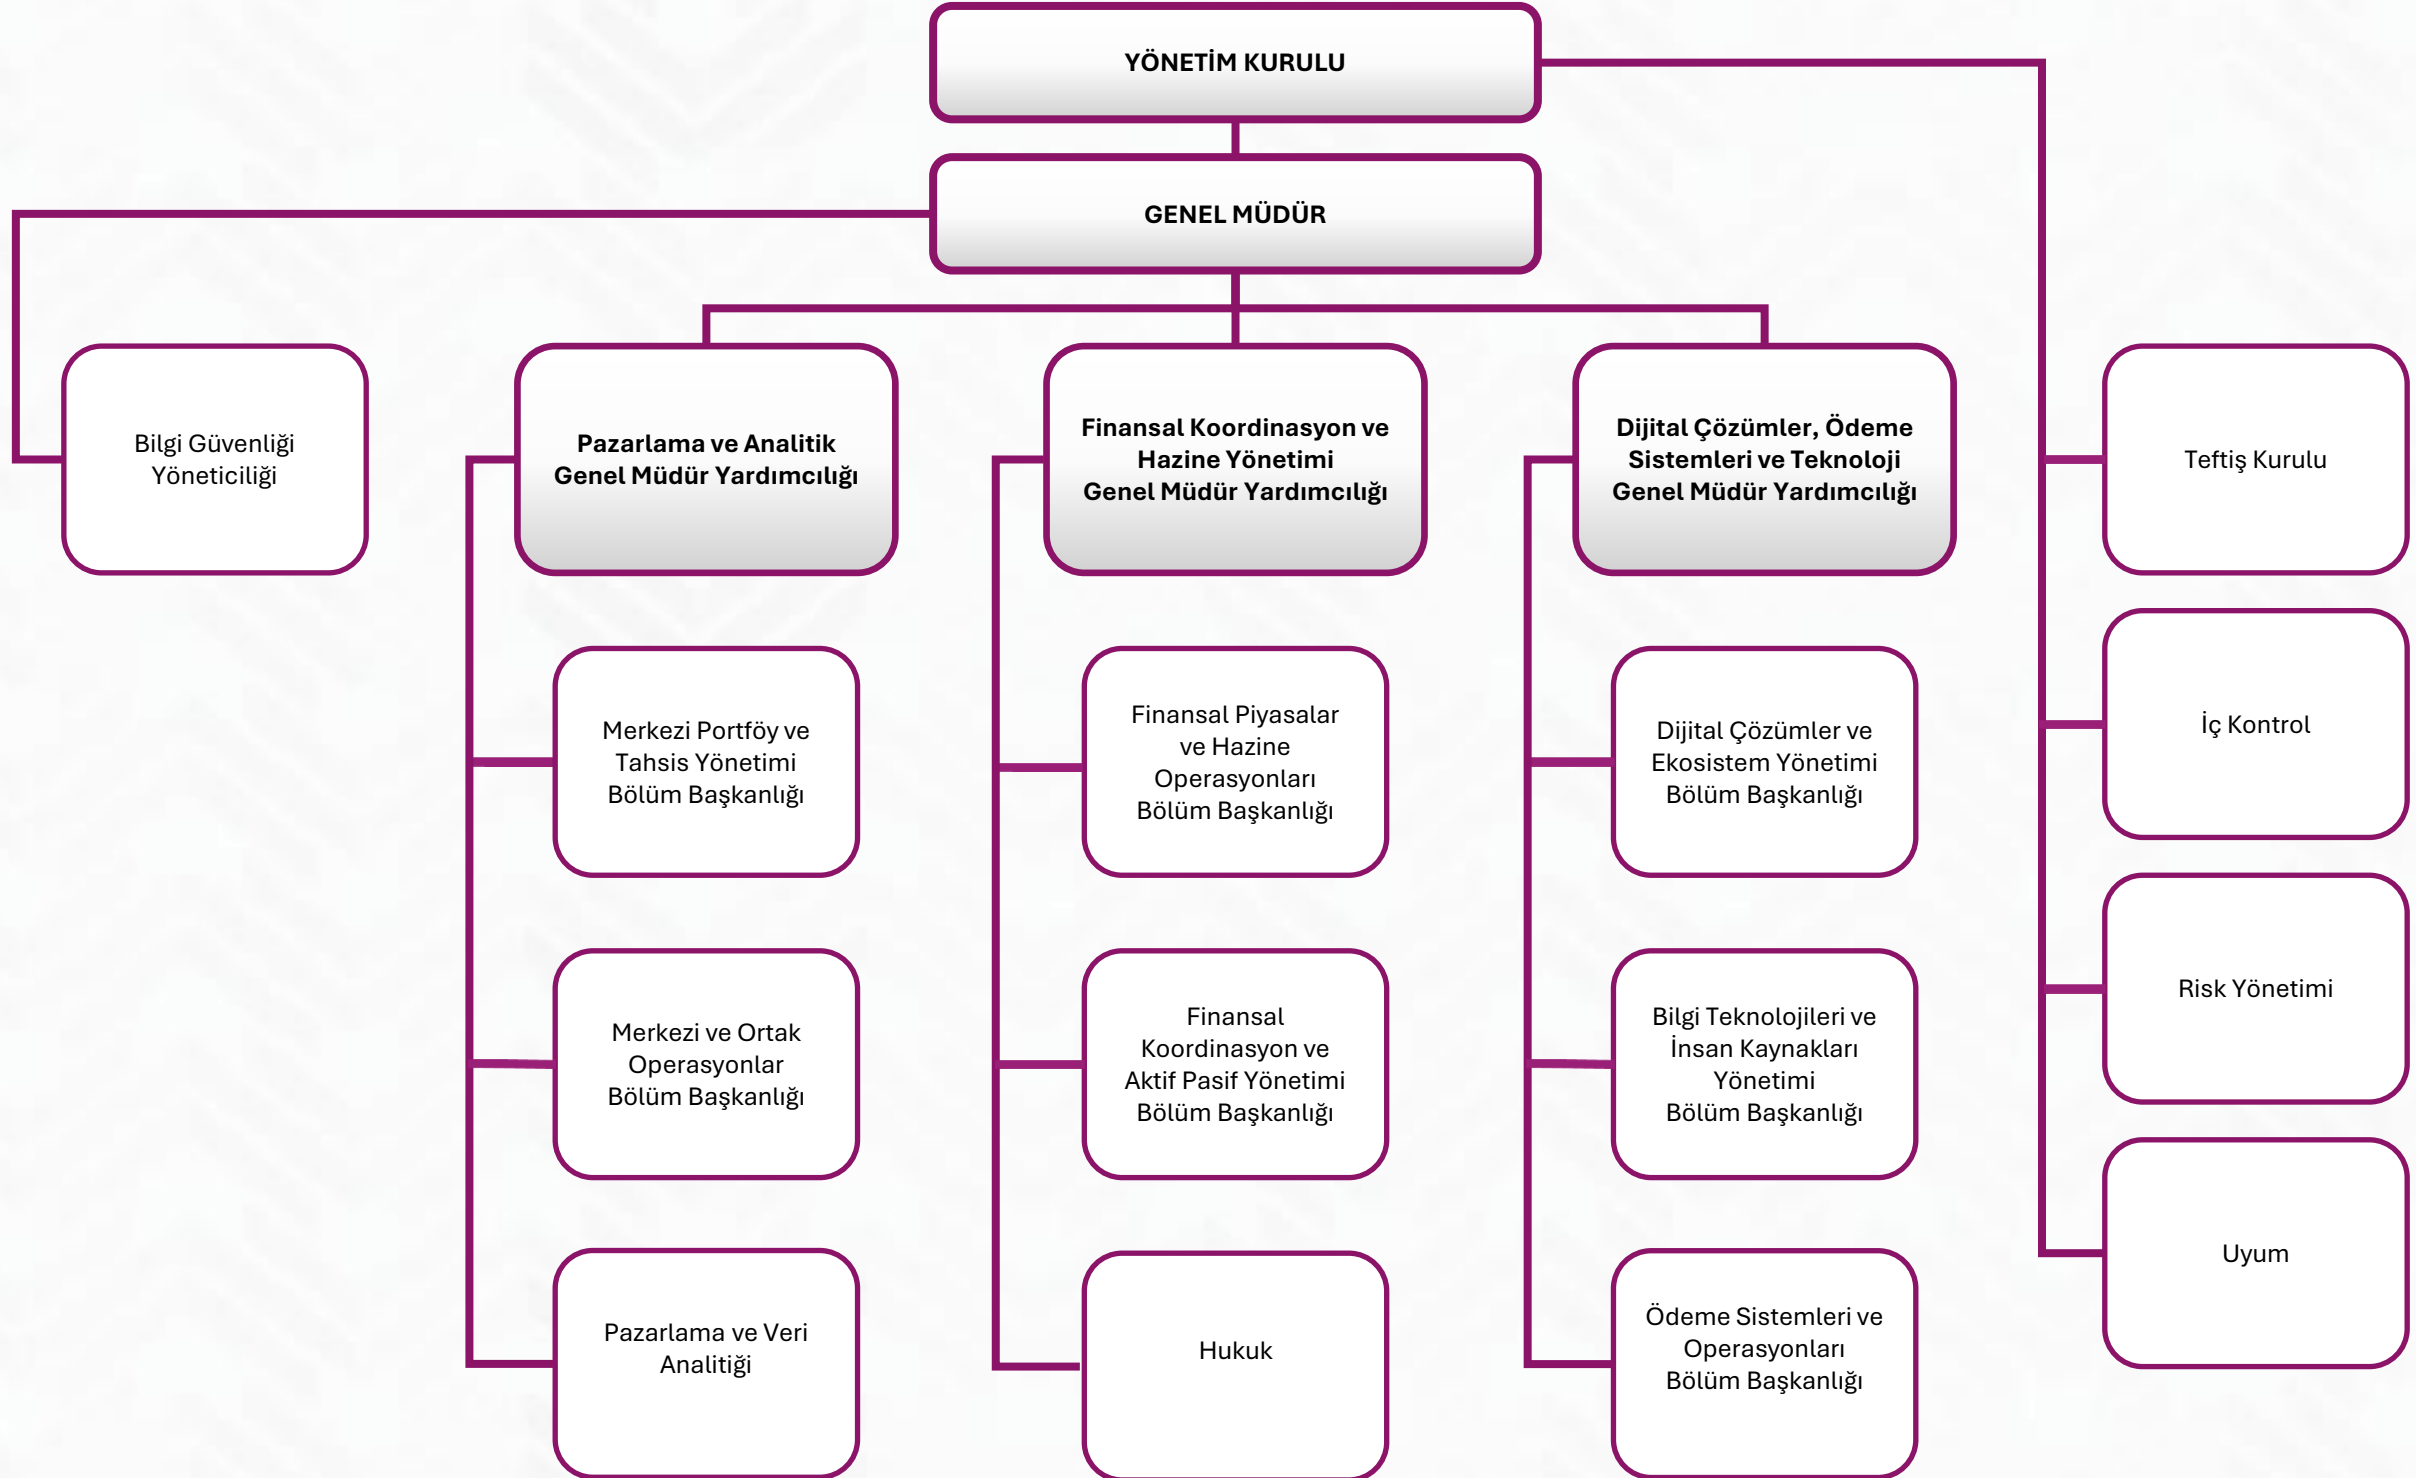 YÖNETİM KURULU
GENEL MÜDÜR
Bilgi Güvenliği
Yöneticiliği
Pazarlama ve Analitik
Genel Müdür Yardımcılığı
Finansal Koordinasyon ve
Hazine Yönetimi
Genel Müdür Yardımcılığı
Dijital Çözümler, Ödeme
Sistemleri ve Teknoloji
Genel Müdür Yardımcılığı
Teftiş Kurulu
Merkezi Portföy ve
Tahsis Yönetimi
Bölüm Başkanlığı
Finansal Piyasalar
ve Hazine
Operasyonları
Bölüm Başkanlığı
Dijital Çözümler ve
Ekosistem Yönetimi
Bölüm Başkanlığı
İç Kontrol
Merkezi ve Ortak
Operasyonlar
Bölüm Başkanlığı
Finansal
Koordinasyon ve
Aktif Pasif Yönetimi
Bölüm Başkanlığı
Bilgi Teknolojileri ve
İnsan Kaynakları
Yönetimi
Bölüm Başkanlığı
Risk Yönetimi
Pazarlama ve Veri
Analitiği
Hukuk
Ödeme Sistemleri ve
Operasyonları
Bölüm Başkanlığı
Uyum